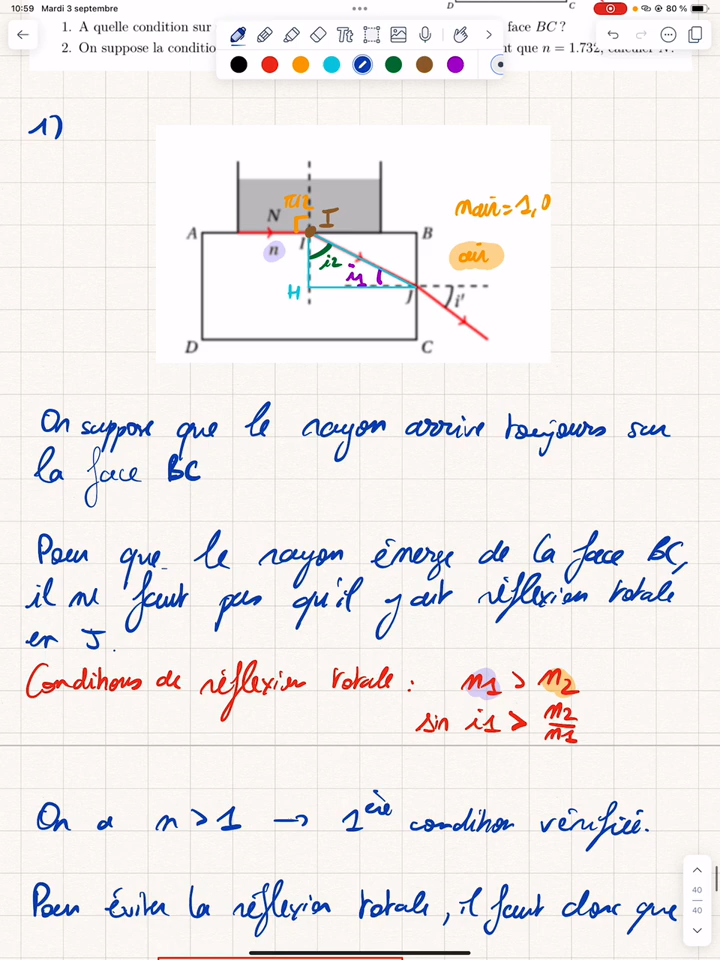 10:59 Mardi 3 septembre
80 %
D
C
1. A quelle condition sur
face BC ?
2. On suppose la conditio
t que n = 1.732, calculer N.
Tt
1)
π/2
N
I
nair = 1,0
A
I
B
n
i2
air
i1
H
J
i'
D
C
On suppose que le rayon arrive toujours sur
la face BC
Pour que le rayon émerge de la face BC,
il ne faut pas qu'il y ait réflexion totale
en J.
Conditions de réflexion totale : n1 > n2
sin i1 > n2/n1
On a n > 1 → 1ère condition vérifiée.
Pour éviter la réflexion totale, il faut donc que
40
40